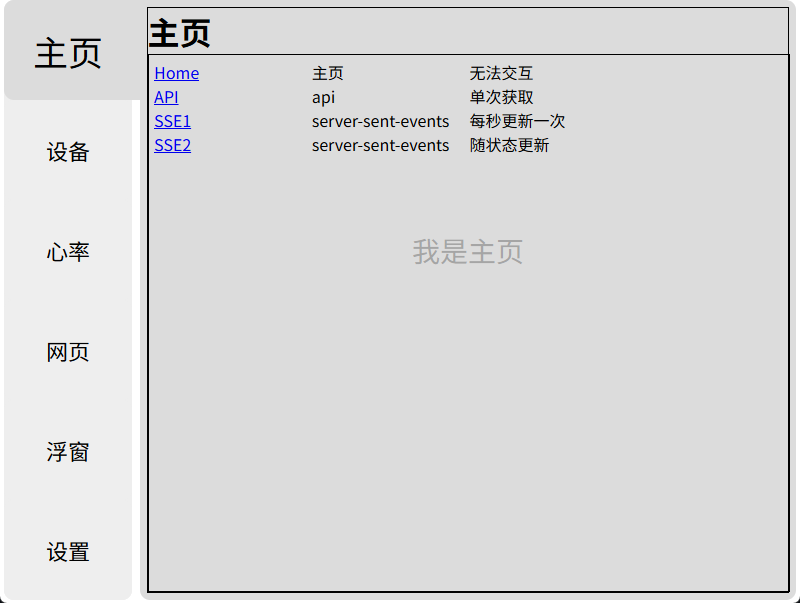 主页
设备
心率
网页
浮窗
设置
主页
Home 主页 无法交互
API api 单次获取
SSE1 server-sent-events 每秒更新一次
SSE2 server-sent-events 随状态更新
我是主页